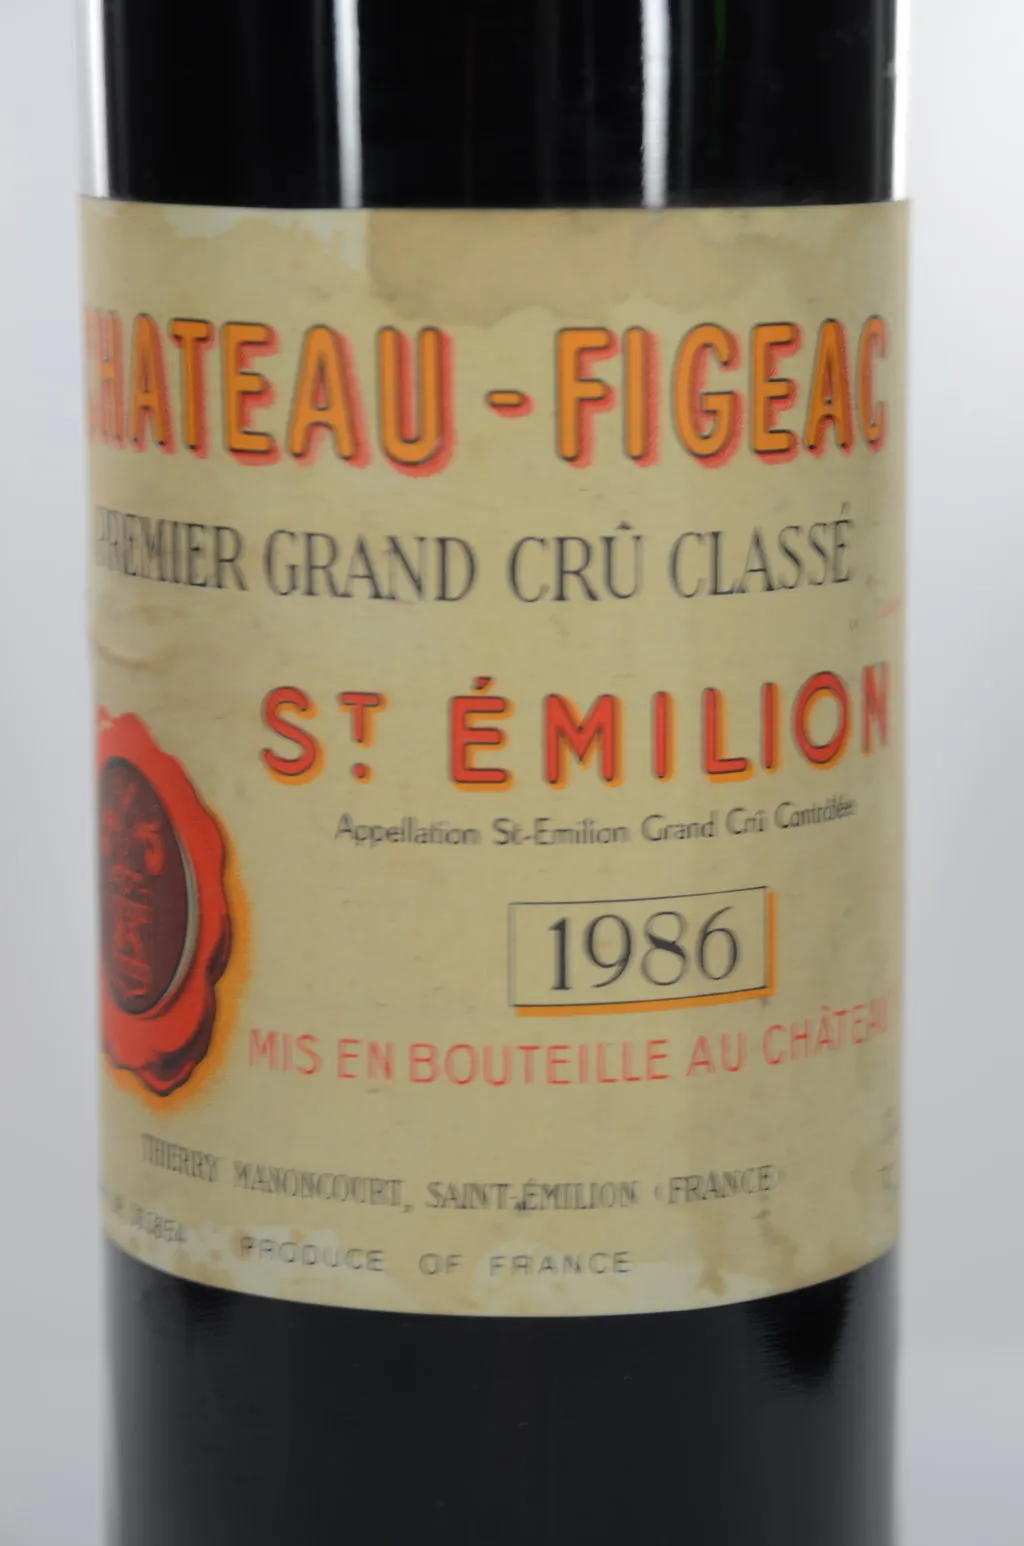 CHATEAU - FIGEAC
PREMIER GRAND CRÛ CLASSÉ
ST. ÉMILION
Appellation St-Emilion Grand Crû Contrôlée
1986
MIS EN BOUTEILLE AU CHÂTEAU
THIERRY MANONCOURT, SAINT-ÉMILION (FRANCE)
PRODUCE OF FRANCE